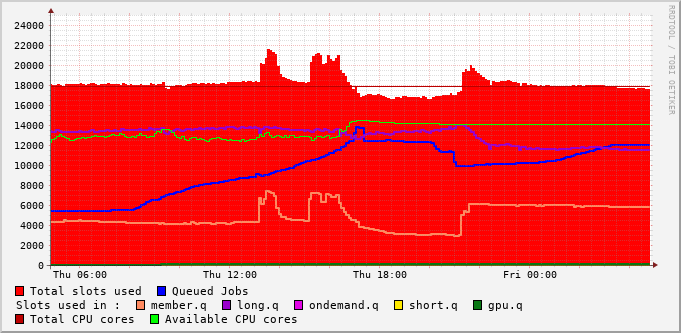 RRDTOOL / TOBI OETIKER
24000
22000
20000
18000
16000
14000
12000
10000
8000
6000
4000
2000
0
Thu 06:00 Thu 12:00 Thu 18:00 Fri 00:00
Total slots used Queued Jobs
Slots used in : member.q long.q ondemand.q short.q gpu.q
Total CPU cores Available CPU cores